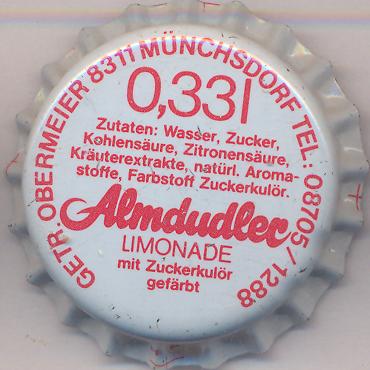 GETR. OBERMEIER 8311 MÜNCHSDORF TEL. 08705/1288
0,33l
Zutaten: Wasser, Zucker,
Kohlensäure, Zitronensäure,
Kräuterextrakte, natürl. Aroma-
stoffe, Farbstoff Zuckerkulör.
Almdudler
LIMONADE
mit Zuckerkulör
gefärbt